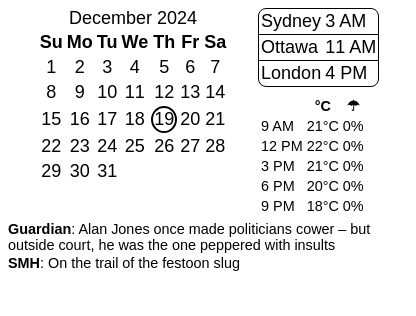 December 2024
Su Mo Tu We Th Fr Sa
1 2 3 4 5 6 7
8 9 10 11 12 13 14
15 16 17 18 19 20 21
22 23 24 25 26 27 28
29 30 31
Sydney 3 AM
Ottawa 11 AM
London 4 PM
°C ☂
9 AM 21°C 0%
12 PM 22°C 0%
3 PM 21°C 0%
6 PM 20°C 0%
9 PM 18°C 0%
Guardian: Alan Jones once made politicians cower – but
outside court, he was the one peppered with insults
SMH: On the trail of the festoon slug